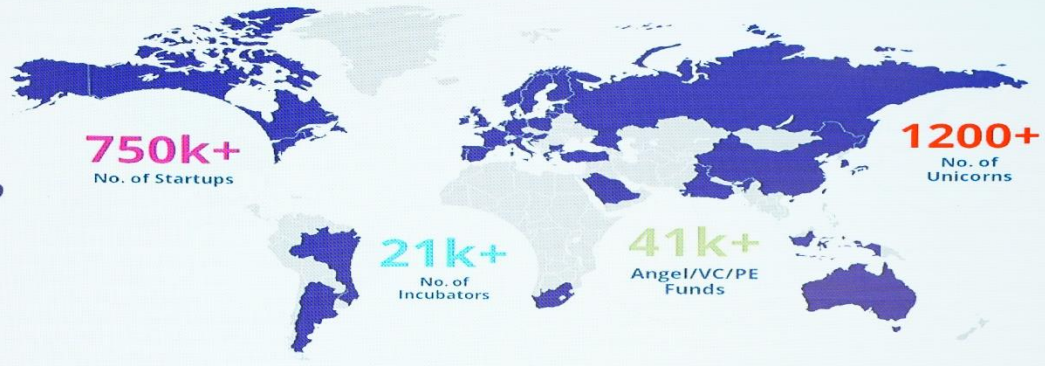 750k+
No. of Startups
21k+
No. of
Incubators
41k+
Angel/VC/PE
Funds
1200+
No. of
Unicorns